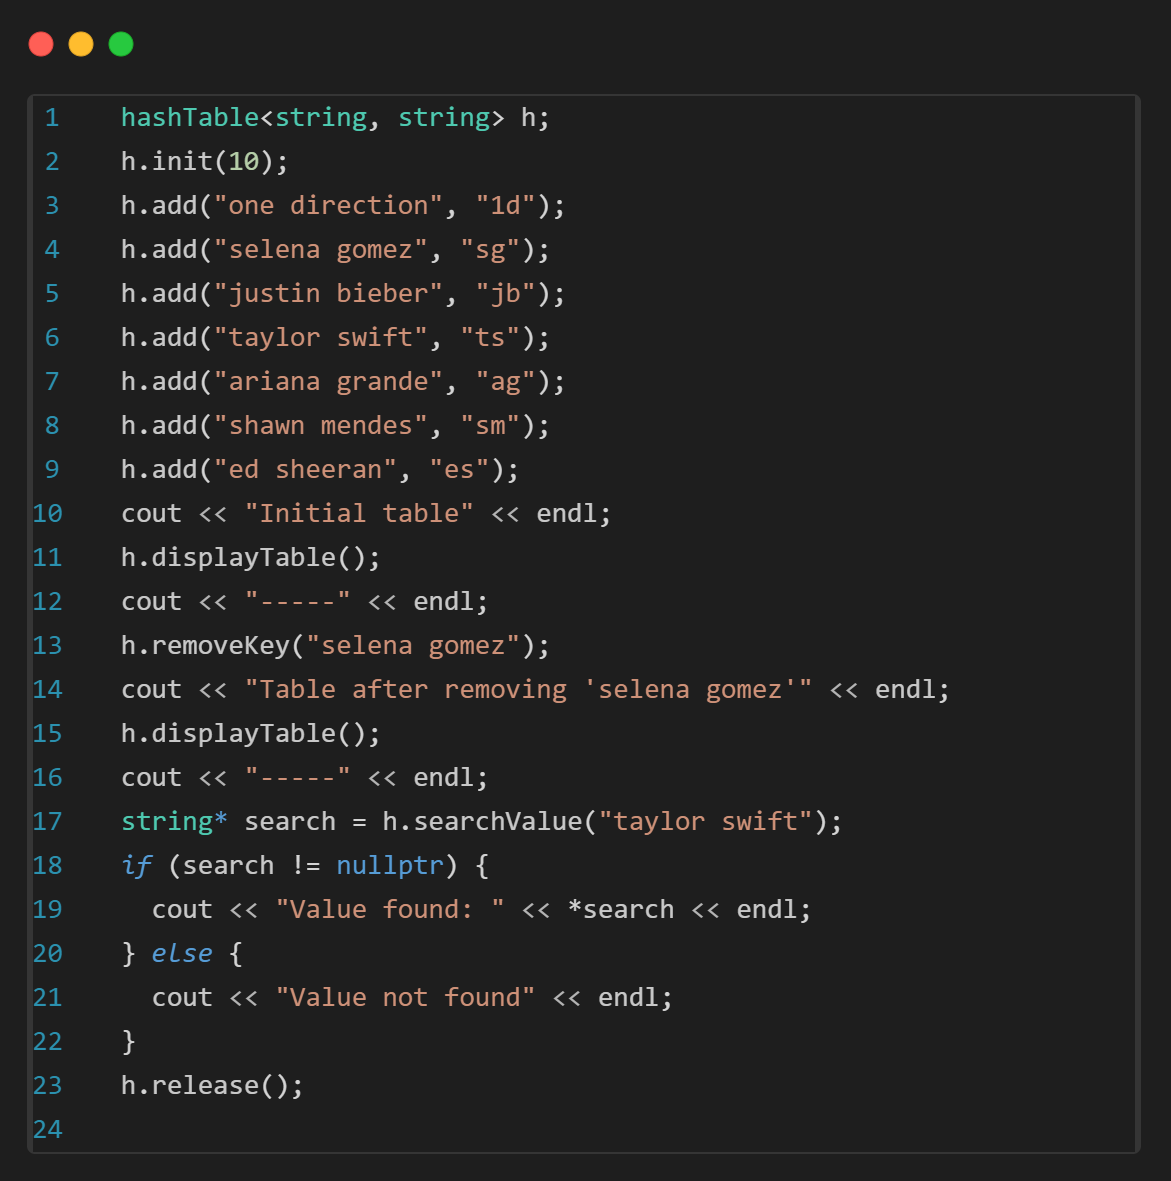 1 hashTable<string, string> h;
2 h.init(10);
3 h.add("one direction", "1d");
4 h.add("selena gomez", "sg");
5 h.add("justin bieber", "jb");
6 h.add("taylor swift", "ts");
7 h.add("ariana grande", "ag");
8 h.add("shawn mendes", "sm");
9 h.add("ed sheeran", "es");
10 cout << "Initial table" << endl;
11 h.displayTable();
12 cout << "-----" << endl;
13 h.removeKey("selena gomez");
14 cout << "Table after removing 'selena gomez'" << endl;
15 h.displayTable();
16 cout << "-----" << endl;
17 string* search = h.searchValue("taylor swift");
18 if (search != nullptr) {
19   cout << "Value found: " << *search << endl;
20 } else {
21   cout << "Value not found" << endl;
22 }
23 h.release();
24